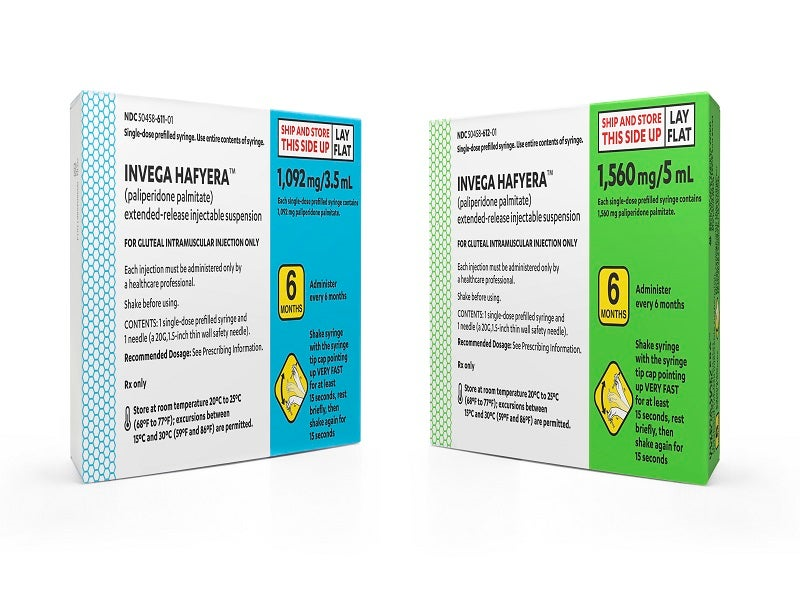 NDC 50458-611-01
Single-dose prefilled syringe. Use entire contents of syringe.
INVEGA HAFYERA™
(paliperidone palmitate)
extended-release injectable suspension
FOR GLUTEAL INTRAMUSCULAR INJECTION ONLY
Each injection must be administered only by
a healthcare professional.
Shake before using.
CONTENTS: 1 single-dose prefilled syringe and
1 needle (a 20G, 1.5-inch thin wall safety needle).
Recommended Dosage: See Prescribing Information.
Rx only
Store at room temperature 20°C to 25°C
(68°F to 77°F); excursions between
15°C and 30°C (59°F and 86°F) are permitted.
SHIP AND STORE
THIS SIDE UP
LAY
FLAT
1,092 mg/3.5 mL
Each single-dose prefilled syringe contains
1,092 mg paliperidone palmitate.
6
MONTHS
Administer
every 6 months
Shake syringe
with the syringe
tip cap pointing
up VERY FAST
for at least
15 seconds, rest
briefly, then
shake again for
15 seconds
NDC 50458-612-01
Single-dose prefilled syringe. Use entire contents of syringe.
INVEGA HAFYERA™
(paliperidone palmitate)
extended-release injectable suspension
FOR GLUTEAL INTRAMUSCULAR INJECTION ONLY
Each injection must be administered only by
a healthcare professional.
Shake before using.
CONTENTS: 1 single-dose prefilled syringe and
1 needle (a 20G, 1.5-inch thin wall safety needle).
Recommended Dosage: See Prescribing Information.
Rx only
Store at room temperature 20°C to 25°C
(68°F to 77°F); excursions between
15°C and 30°C (59°F and 86°F) are permitted.
SHIP AND STORE
THIS SIDE UP
LAY
FLAT
1,560 mg/5 mL
Each single-dose prefilled syringe contains
1,560 mg paliperidone palmitate.
6
MONTHS
Administer
every 6 months
Shake syringe
with the syringe
tip cap pointing
up VERY FAST
for at least
15 seconds, rest
briefly, then
shake again for
15 seconds